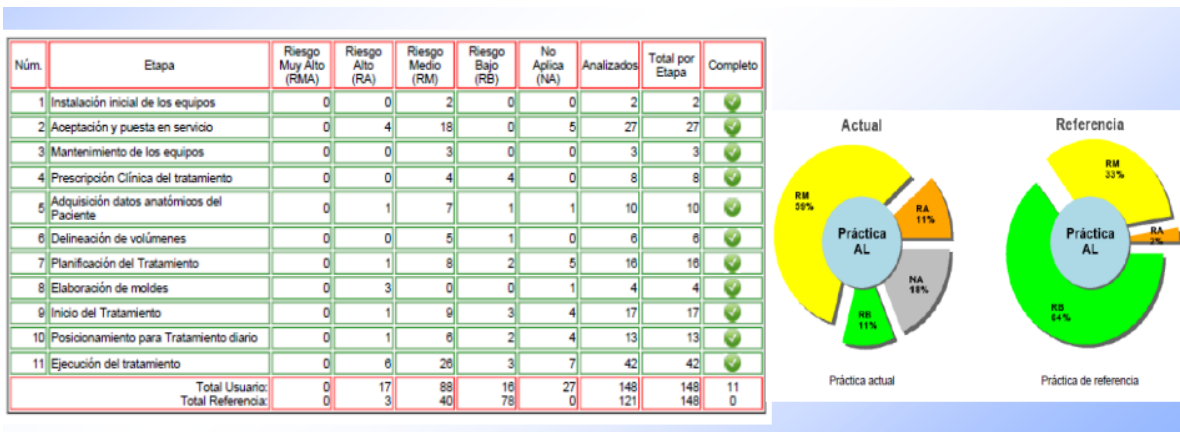 Núm. Etapa Riesgo Muy Alto (RMA) Riesgo Alto (RA) Riesgo Medio (RM) Riesgo Bajo (RB) No Aplica (NA) Analizados Total por Etapa Completo
1 Instalación inicial de los equipos 0 0 2 0 0 2 2
2 Aceptación y puesta en servicio 0 4 18 0 5 27 27
3 Mantenimiento de los equipos 0 0 3 0 0 3 3
4 Prescripción Clínica del tratamiento 0 0 4 4 0 8 8
5 Adquisición datos anatómicos del Paciente 0 1 7 1 1 10 10
6 Delineación de volúmenes 0 0 5 1 0 6 6
7 Planificación del Tratamiento 0 1 8 2 5 16 16
8 Elaboración de moldes 0 3 0 0 1 4 4
9 Inicio del Tratamiento 0 1 9 3 4 17 17
10 Posicionamiento para Tratamiento diario 0 1 6 2 4 13 13
11 Ejecución del tratamiento 0 6 26 3 7 42 42
Total Usuario: 0 17 88 16 27 148 148 11
Total Referencia: 0 3 40 78 0 121 148 0
Actual
RM
59%
RA
11%
Práctica
AL
NA
18%
RB
11%
Práctica actual
Referencia
RM
33%
RA
Práctica
AL
RB
64%
Práctica de referencia